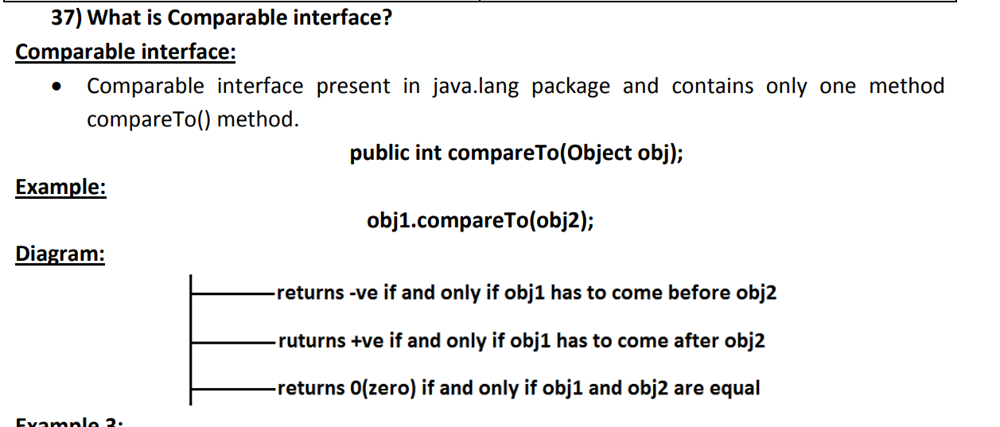 37) What is Comparable interface?
Comparable interface:
• Comparable interface present in java.lang package and contains only one method
compareTo() method.
public int compareTo(Object obj);
Example:
obj1.compareTo(obj2);
Diagram:
returns -ve if and only if obj1 has to come before obj2
ruturns +ve if and only if obj1 has to come after obj2
returns 0(zero) if and only if obj1 and obj2 are equal
Example 3: